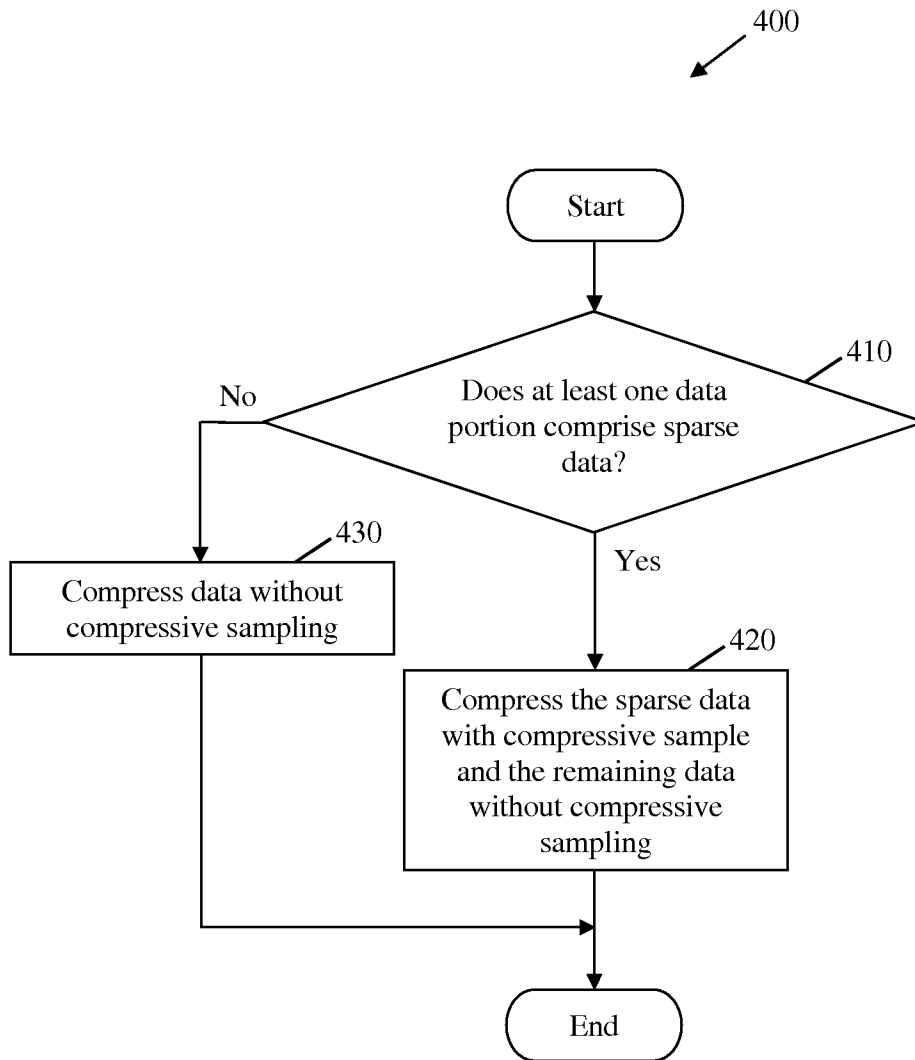 400
Start
410
Does at least one data
portion comprise sparse
data?
No
Yes
430
Compress data without
compressive sampling
420
Compress the sparse data
with compressive sample
and the remaining data
without compressive
sampling
End